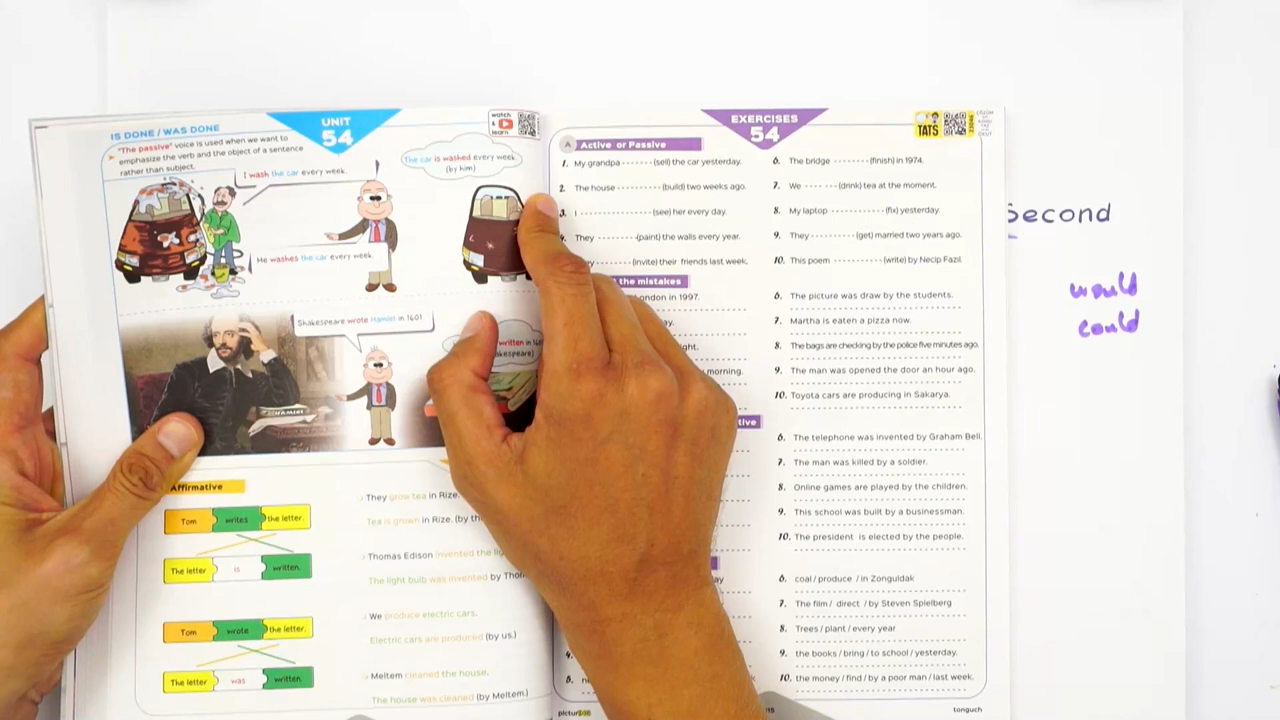 IS DONE / WAS DONE
"The passive" voice is used when we want to
emphasize the verb and the object of a sentence
rather than subject.
UNIT
54
watch
&
learn
I wash the car every week.
The car is washed every week.
(by him)
He washes the car every week.
Shakespeare wrote Hamlet in 1601
written in
HAMLET
Affirmative
Tom writes the letter.
The letter is written.
Tom wrote the letter.
The letter was written.
They grow tea in Rize.
Tea is grown in Rize. (by
Thomas Edison invented the
The light bulb was invented by
We produce electric cars.
Electric cars are produced (by us.)
Meltem cleaned the house.
The house was cleaned (by Meltem.)
EXERCISES
54
TATS
A Active or Passive
1. My grandpa -------- (sell) the car yesterday.
2. The house ---------- (build) two weeks ago.
3. I ---------------- (see) her every day.
They --------- (paint) the walls every year.
-------- (invite) their friends last week.
6. The bridge -------- (finish) in 1974.
7. We -------- (drink) tea at the moment.
8. My laptop ------------ (fix) yesterday.
9. They ---------- (get) married two years ago.
10. This poem ----------- (write) by Necip Fazıl.
the mistakes
London in 1997.
morning.
6. The picture was draw by the students.
7. Martha is eaten a pizza now.
8. The bags are checking by the police five minutes ago.
9. The man was opened the door an hour ago.
10. Toyota cars are producing in Sakarya.
6. The telephone was invented by Graham Bell.
7. The man was killed by a soldier.
8. Online games are played by the children.
9. This school was built by a businessman.
10. The president is elected by the people.
4.
5.
6. coal / produce / in Zonguldak
7. The film / direct / by Steven Spielberg
8. Trees / plant / every year
9. the books / bring / to school / yesterday.
10. the money / find / by a poor man / last week.
tonguch
Second
would
could